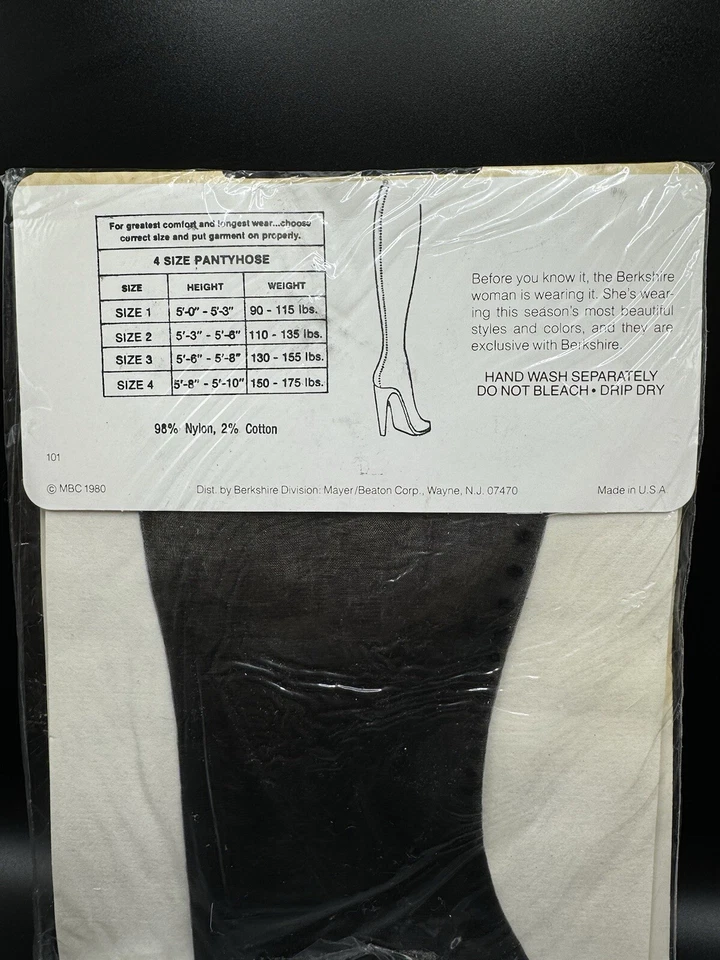 For greatest comfort and longest wear...choose
correct size and put garment on properly.
4 SIZE PANTYHOSE
SIZE HEIGHT WEIGHT
SIZE 1 5'-0" - 5'-3" 90 - 115 lbs.
SIZE 2 5'-3" - 5'-6" 110 - 135 lbs.
SIZE 3 5'-6" - 5'-8" 130 - 155 lbs.
SIZE 4 5'-8" - 5'-10" 150 - 175 lbs.
98% Nylon, 2% Cotton
Before you know it, the Berkshire
woman is wearing it. She's wear-
ing this season's most beautiful
styles and colors, and they are
exclusive with Berkshire.
HAND WASH SEPARATELY
DO NOT BLEACH • DRIP DRY
101
© MBC 1980 Dist. by Berkshire Division: Mayer/Beaton Corp., Wayne, N.J. 07470 Made in U.S.A